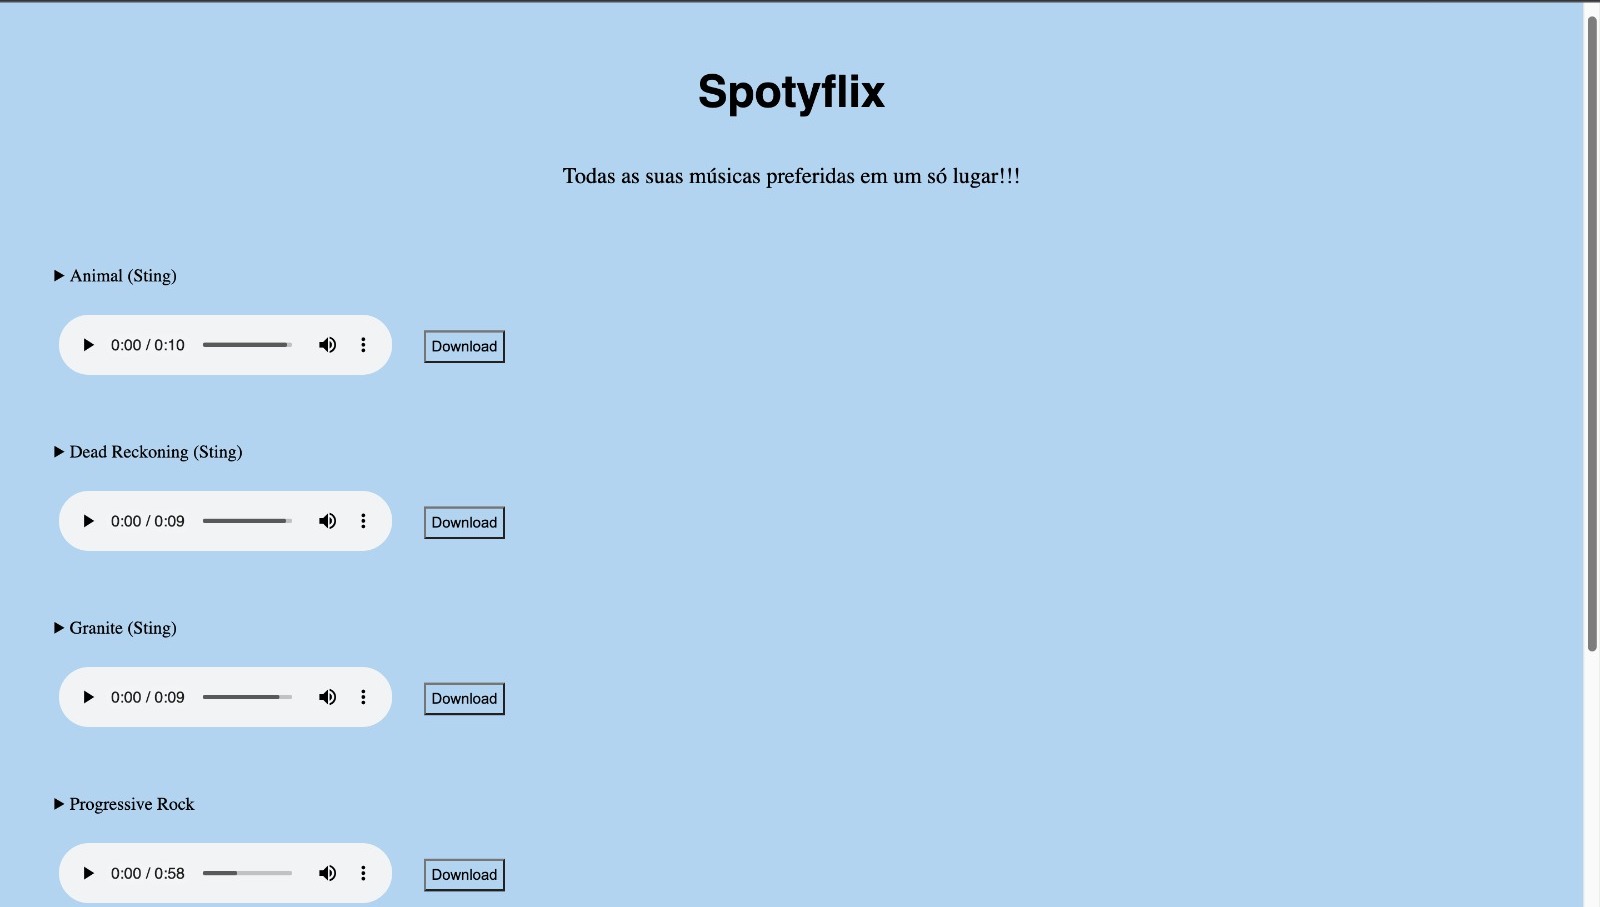 Spotyflix
Todas as suas músicas preferidas em um só lugar!!!
Animal (Sting)
0:00 / 0:10
Download
Dead Reckoning (Sting)
0:00 / 0:09
Download
Granite (Sting)
0:00 / 0:09
Download
Progressive Rock
0:00 / 0:58
Download